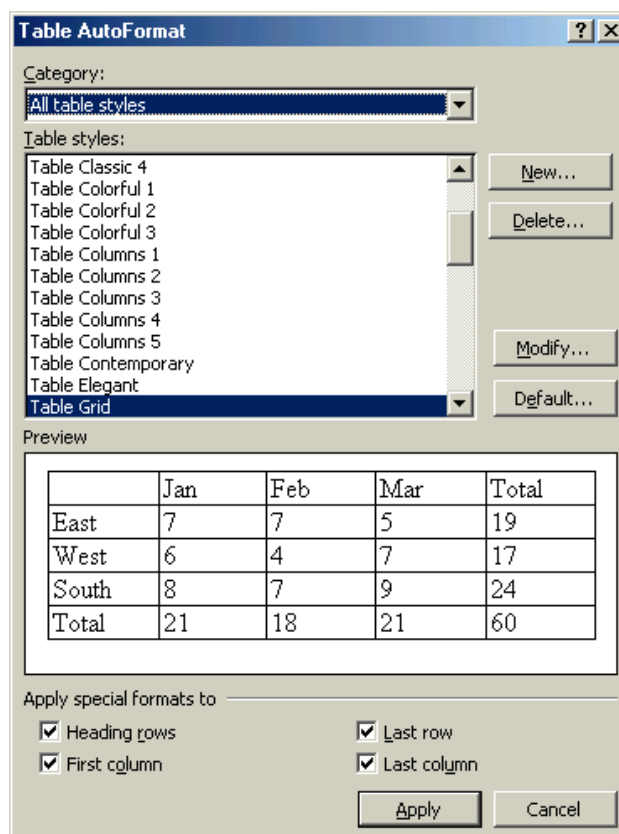 Table AutoFormat
Category:
All table styles
Table styles:
Table Classic 4
Table Colorful 1
Table Colorful 2
Table Colorful 3
Table Columns 1
Table Columns 2
Table Columns 3
Table Columns 4
Table Columns 5
Table Contemporary
Table Elegant
Table Grid
New...
Delete...
Modify...
Default...
Preview
Jan Feb Mar Total
East 7 7 5 19
West 6 4 7 17
South 8 7 9 24
Total 21 18 21 60
Apply special formats to
Heading rows Last row
First column Last column
Apply Cancel